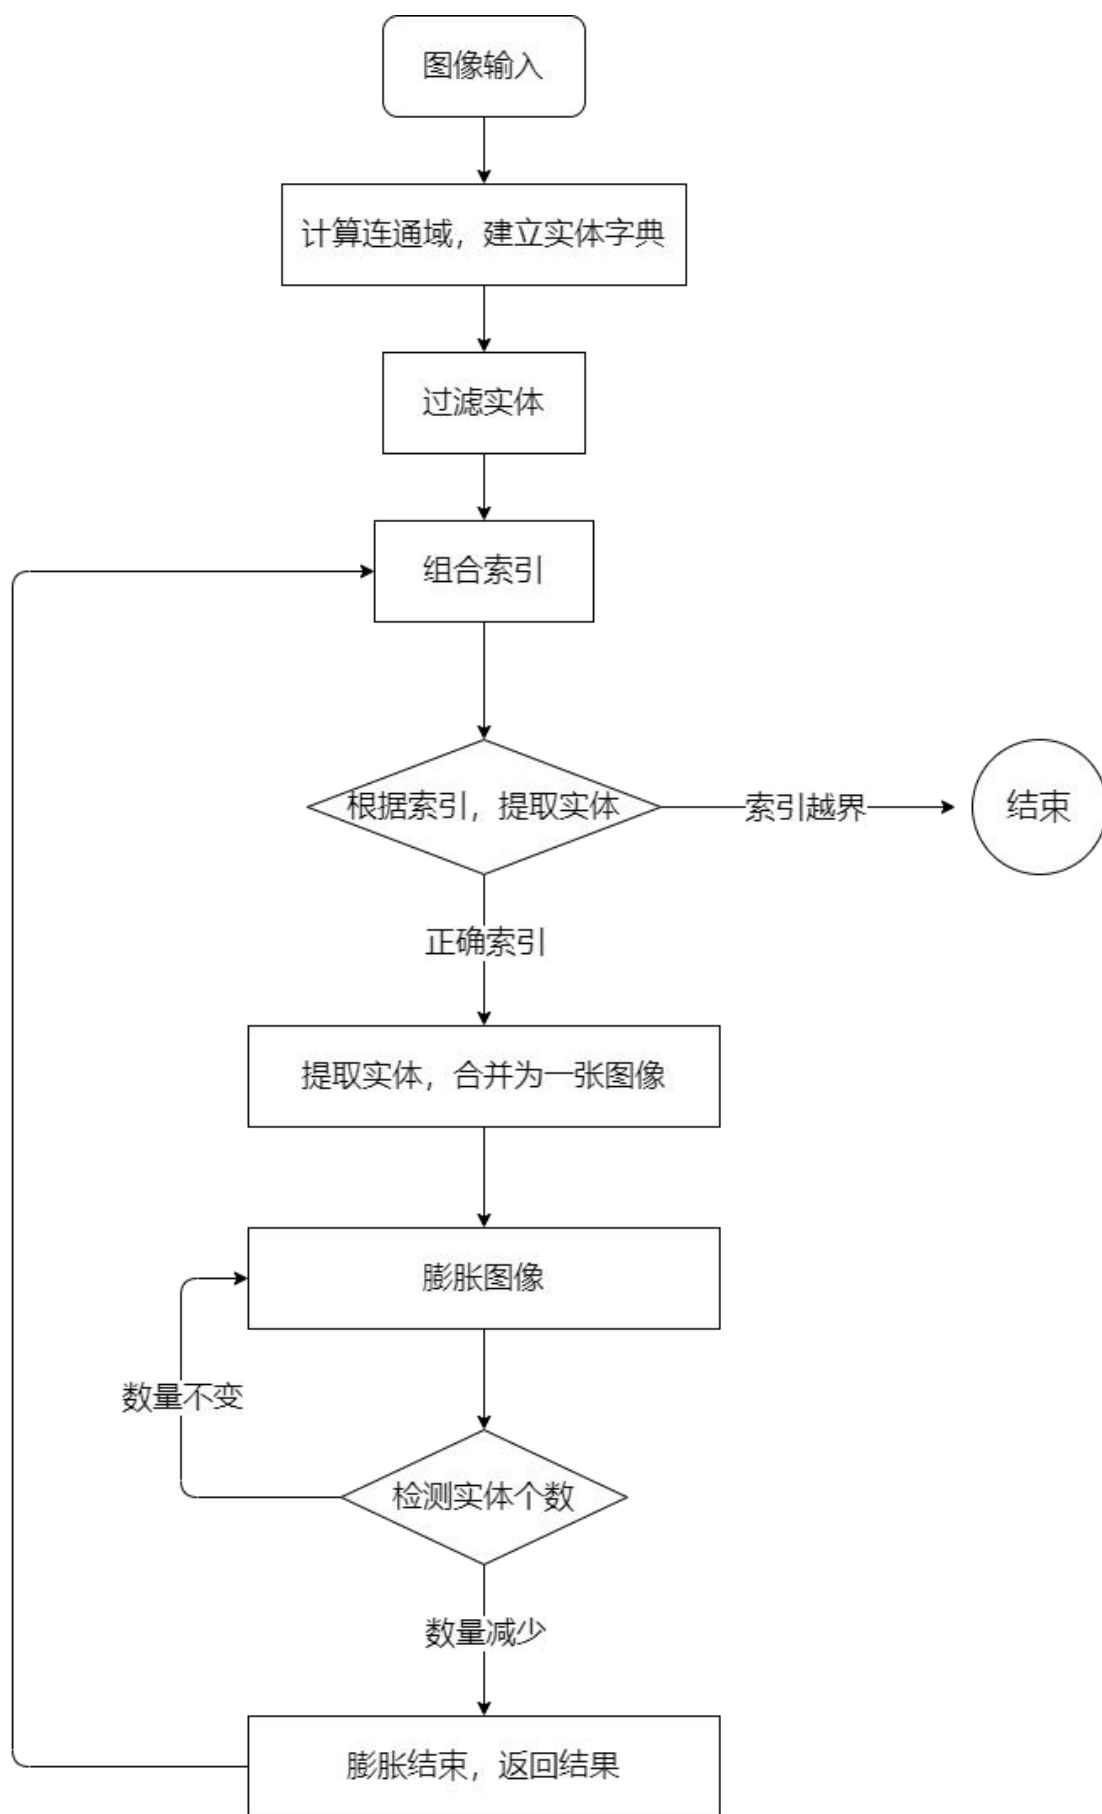 图像输入
计算连通域，建立实体字典
过滤实体
组合索引
根据索引，提取实体
索引越界
结束
正确索引
提取实体，合并为一张图像
膨胀图像
数量不变
检测实体个数
数量减少
膨胀结束，返回结果